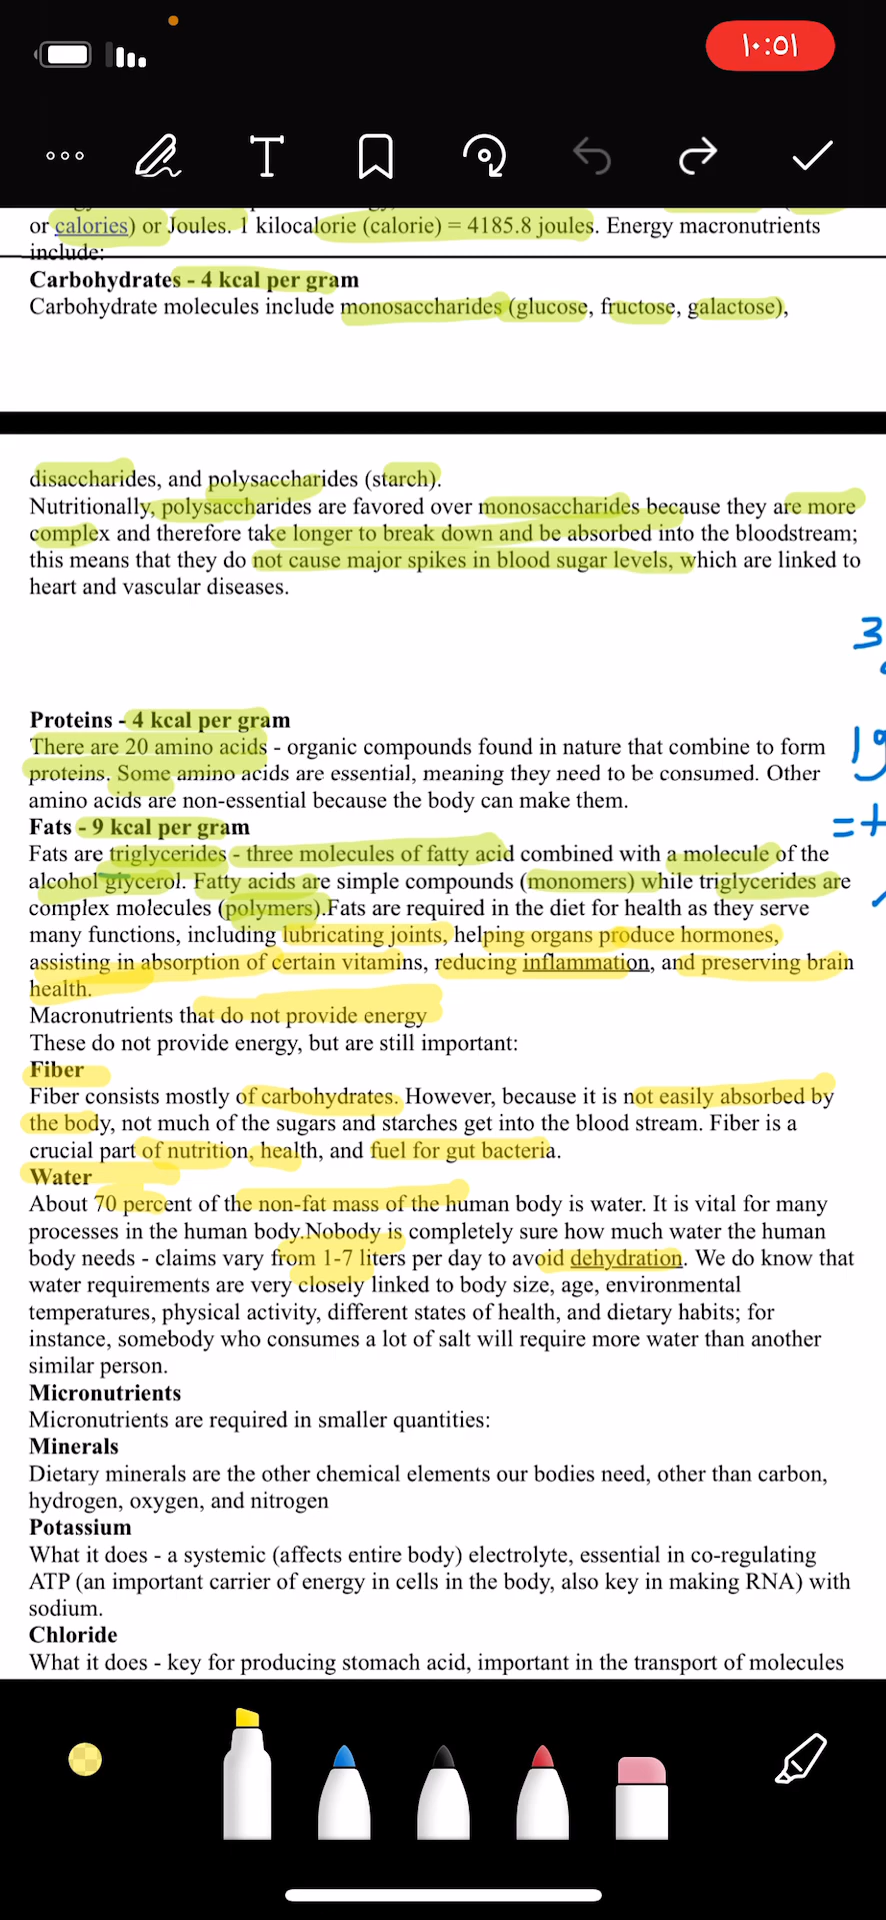 ١٠:٥١
T
or calories) or Joules. 1 kilocalorie (calorie) = 4185.8 joules. Energy macronutrients
include:
Carbohydrates - 4 kcal per gram
Carbohydrate molecules include monosaccharides (glucose, fructose, galactose),
disaccharides, and polysaccharides (starch).
Nutritionally, polysaccharides are favored over monosaccharides because they are more
complex and therefore take longer to break down and be absorbed into the bloodstream;
this means that they do not cause major spikes in blood sugar levels, which are linked to
heart and vascular diseases.
3
Proteins - 4 kcal per gram
There are 20 amino acids - organic compounds found in nature that combine to form
proteins. Some amino acids are essential, meaning they need to be consumed. Other
amino acids are non-essential because the body can make them.
1g
=+
Fats - 9 kcal per gram
Fats are triglycerides - three molecules of fatty acid combined with a molecule of the
alcohol glycerol. Fatty acids are simple compounds (monomers) while triglycerides are
complex molecules (polymers).Fats are required in the diet for health as they serve
many functions, including lubricating joints, helping organs produce hormones,
assisting in absorption of certain vitamins, reducing inflammation, and preserving brain
health.
Macronutrients that do not provide energy
These do not provide energy, but are still important:
Fiber
Fiber consists mostly of carbohydrates. However, because it is not easily absorbed by
the body, not much of the sugars and starches get into the blood stream. Fiber is a
crucial part of nutrition, health, and fuel for gut bacteria.
Water
About 70 percent of the non-fat mass of the human body is water. It is vital for many
processes in the human body.Nobody is completely sure how much water the human
body needs - claims vary from 1-7 liters per day to avoid dehydration. We do know that
water requirements are very closely linked to body size, age, environmental
temperatures, physical activity, different states of health, and dietary habits; for
instance, somebody who consumes a lot of salt will require more water than another
similar person.
Micronutrients
Micronutrients are required in smaller quantities:
Minerals
Dietary minerals are the other chemical elements our bodies need, other than carbon,
hydrogen, oxygen, and nitrogen
Potassium
What it does - a systemic (affects entire body) electrolyte, essential in co-regulating
ATP (an important carrier of energy in cells in the body, also key in making RNA) with
sodium.
Chloride
What it does - key for producing stomach acid, important in the transport of molecules